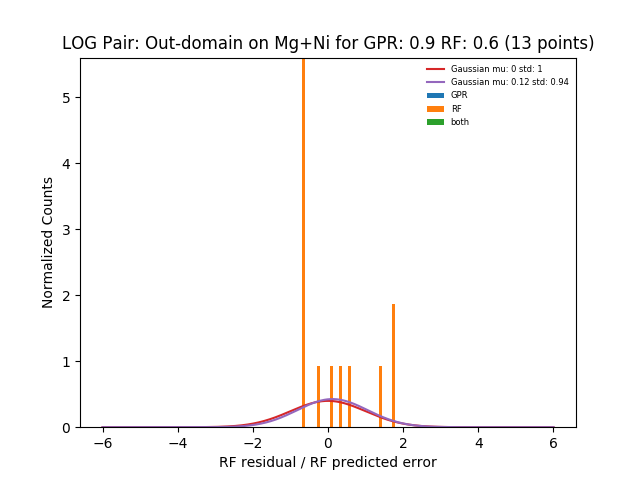 LOG Pair: Out-domain on Mg+Ni for GPR: 0.9 RF: 0.6 (13 points)
Gaussian mu: 0 std: 1
Gaussian mu: 0.12 std: 0.94
GPR
RF
both
Normalized Counts
5
4
3
2
1
0
−6 −4 −2 0 2 4 6
RF residual / RF predicted error